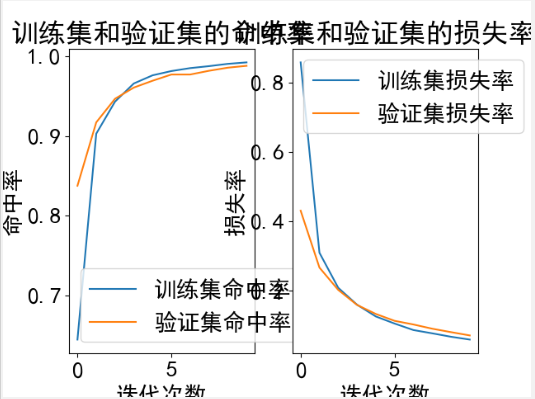 训练集和验证集的命中率
训练集和验证集的损失率
1.0
0.9
0.8
0.7
命中率
训练集命中率
验证集命中率
0
5
迭代次数
0.8
0.6
0.4
0.2
损失率
训练集损失率
验证集损失率
0
5
迭代次数